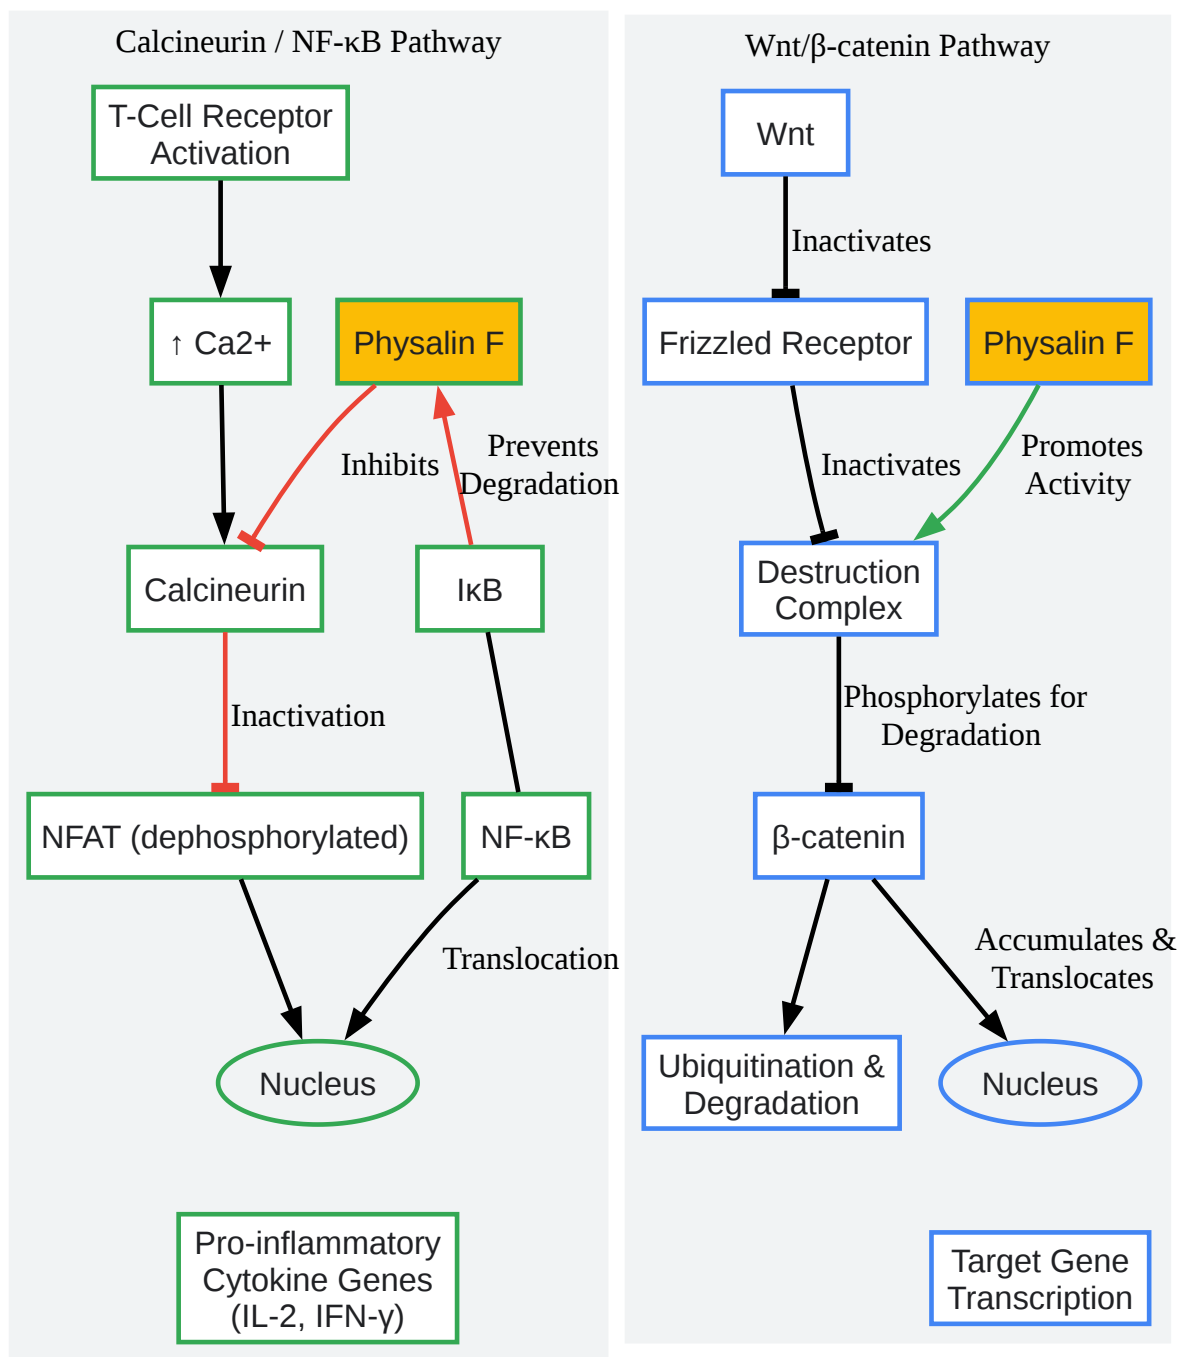 Calcineurin / NF-κB Pathway
T-Cell Receptor
Activation
↑ Ca2+
Physalin F
Inhibits
Prevents
Degradation
Calcineurin
IκB
Inactivation
NFAT (dephosphorylated)
NF-κB
Translocation
Nucleus
Pro-inflammatory
Cytokine Genes
(IL-2, IFN-γ)
Wnt/β-catenin Pathway
Wnt
Inactivates
Frizzled Receptor
Physalin F
Inactivates
Promotes
Activity
Destruction
Complex
Phosphorylates for
Degradation
β-catenin
Accumulates &
Translocates
Ubiquitination &
Degradation
Nucleus
Target Gene
Transcription